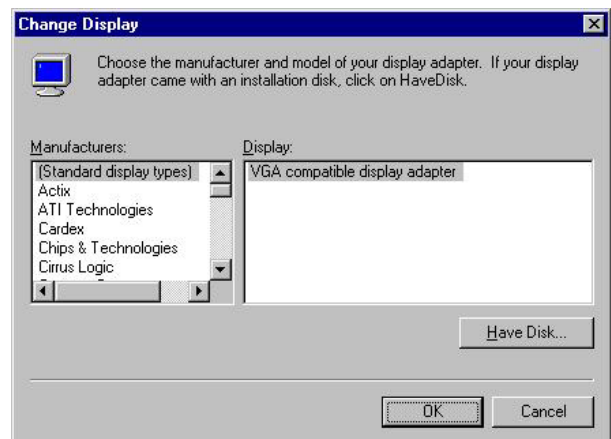 Change Display
Choose the manufacturer and model of your display adapter. If your display
adapter came with an installation disk, click on HaveDisk.
Manufacturers:
(Standard display types)
Actix
ATI Technologies
Cardex
Chips & Technologies
Cirrus Logic
Display:
VGA compatible display adapter
Have Disk...
OK
Cancel